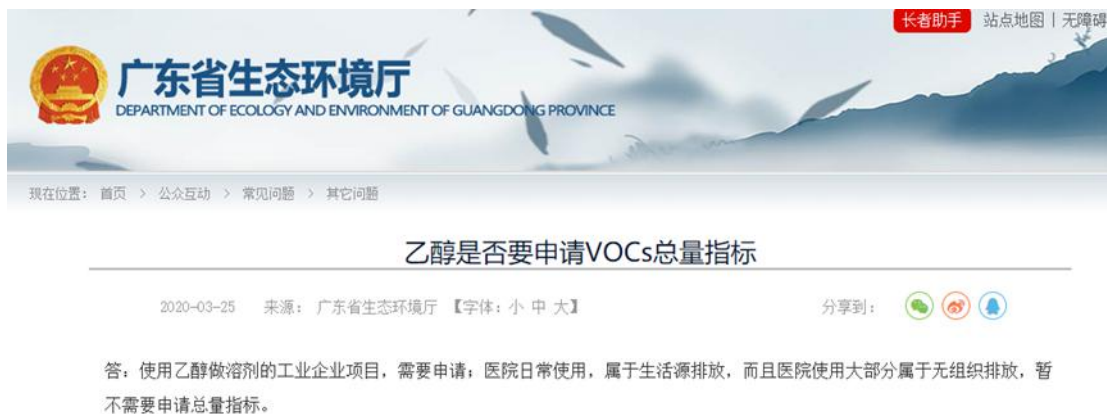 长者助手 站点地图 | 无障碍
广东省生态环境厅
DEPARTMENT OF ECOLOGY AND ENVIRONMENT OF GUANGDONG PROVINCE
现在位置： 首页 > 公众互动 > 常见问题 > 其它问题
乙醇是否要申请VOCs总量指标
2020-03-25 来源： 广东省生态环境厅 【字体：小 中 大】 分享到：
答：使用乙醇做溶剂的工业企业项目，需要申请；医院日常使用，属于生活源排放，而且医院使用大部分属于无组织排放，暂
不需要申请总量指标。